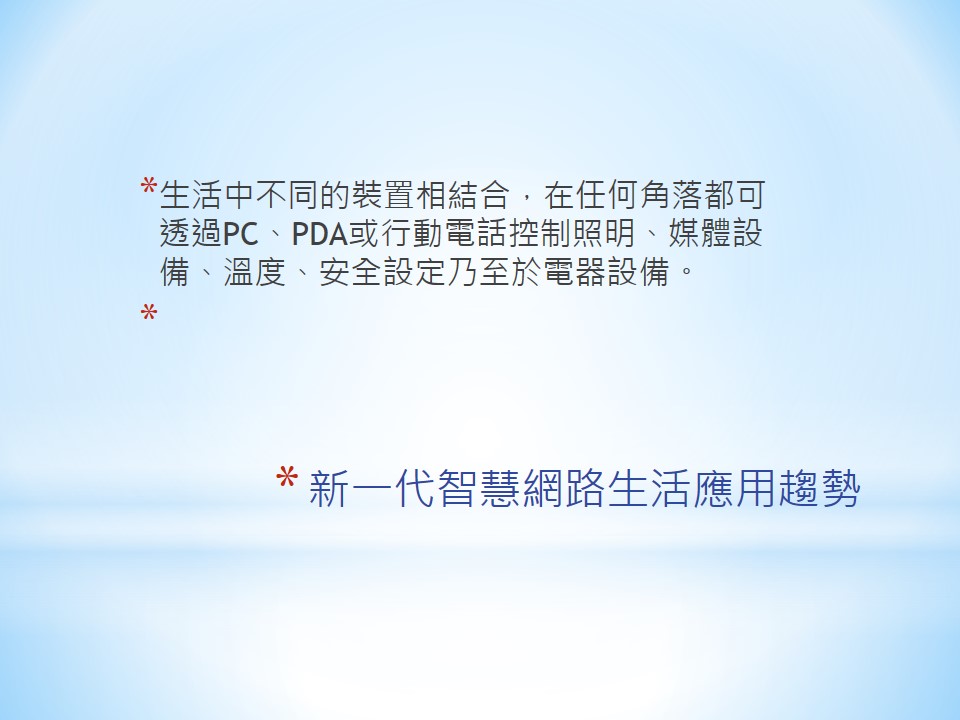 *生活中不同的裝置相結合，在任何角落都可
透過PC、PDA或行動電話控制照明、媒體設
備、溫度、安全設定乃至於電器設備。
*
* 新一代智慧網路生活應用趨勢